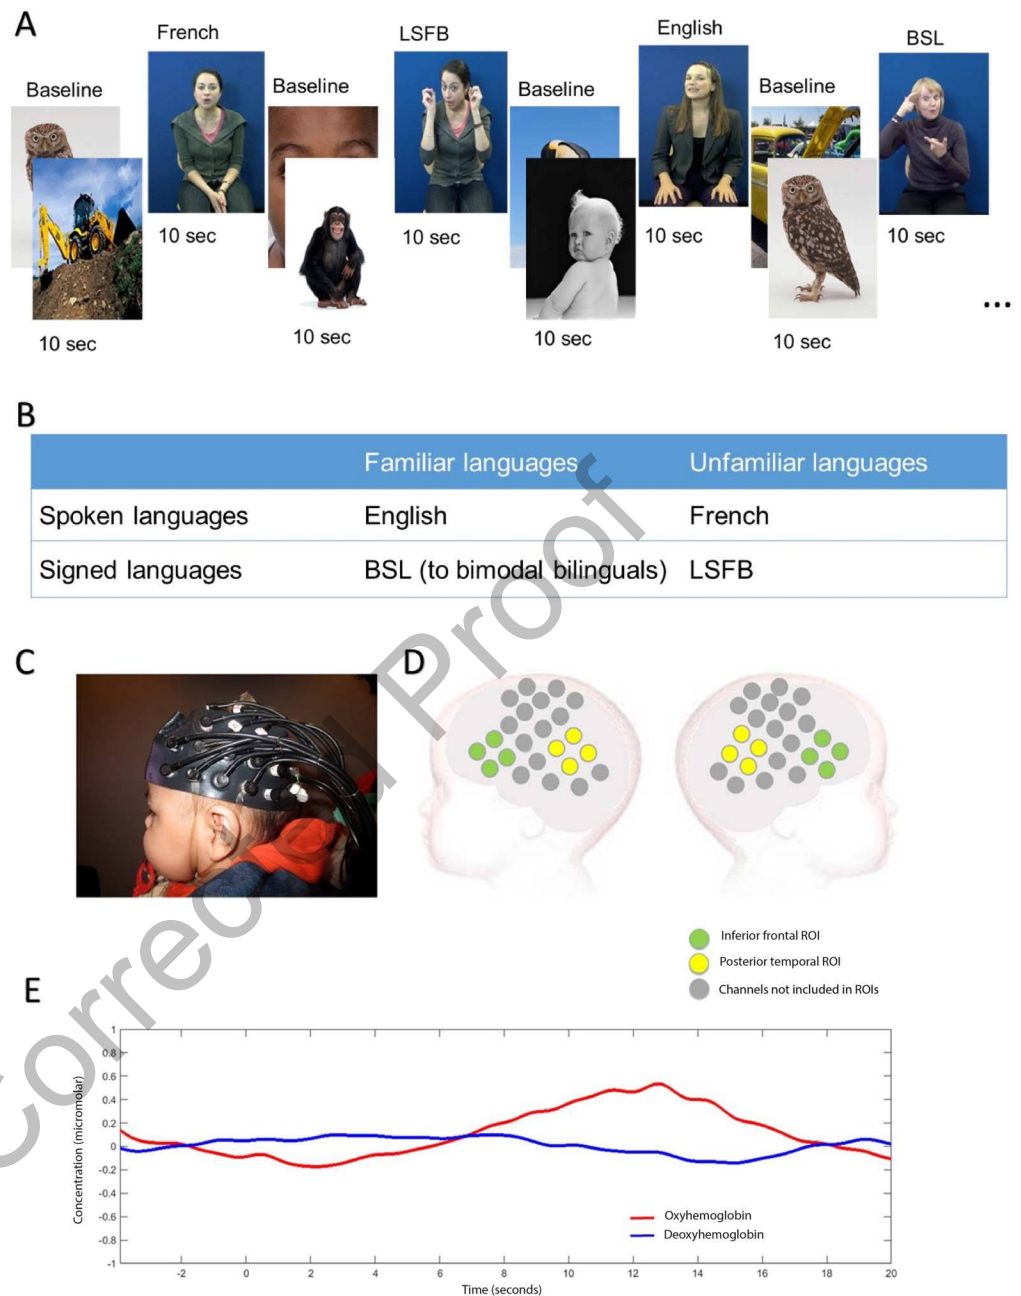 A
French
LSFB
English
BSL
Baseline
Baseline
Baseline
Baseline
10 sec
10 sec
10 sec
10 sec
...
10 sec
10 sec
10 sec
10 sec
B
Familiar languages
Unfamiliar languages
Spoken languages
English
French
Signed languages
BSL (to bimodal bilinguals)
LSFB
C
D
Inferior frontal ROI
Posterior temporal ROI
Channels not included in ROIs
E
Concentration (micromolar)
1
0.8
0.6
0.4
0.2
0
-0.2
-0.4
-0.6
-0.8
-1
Oxyhemoglobin
Deoxyhemoglobin
-2
0
2
4
6
8
10
12
14
16
18
20
Time (seconds)
Corrected Proof